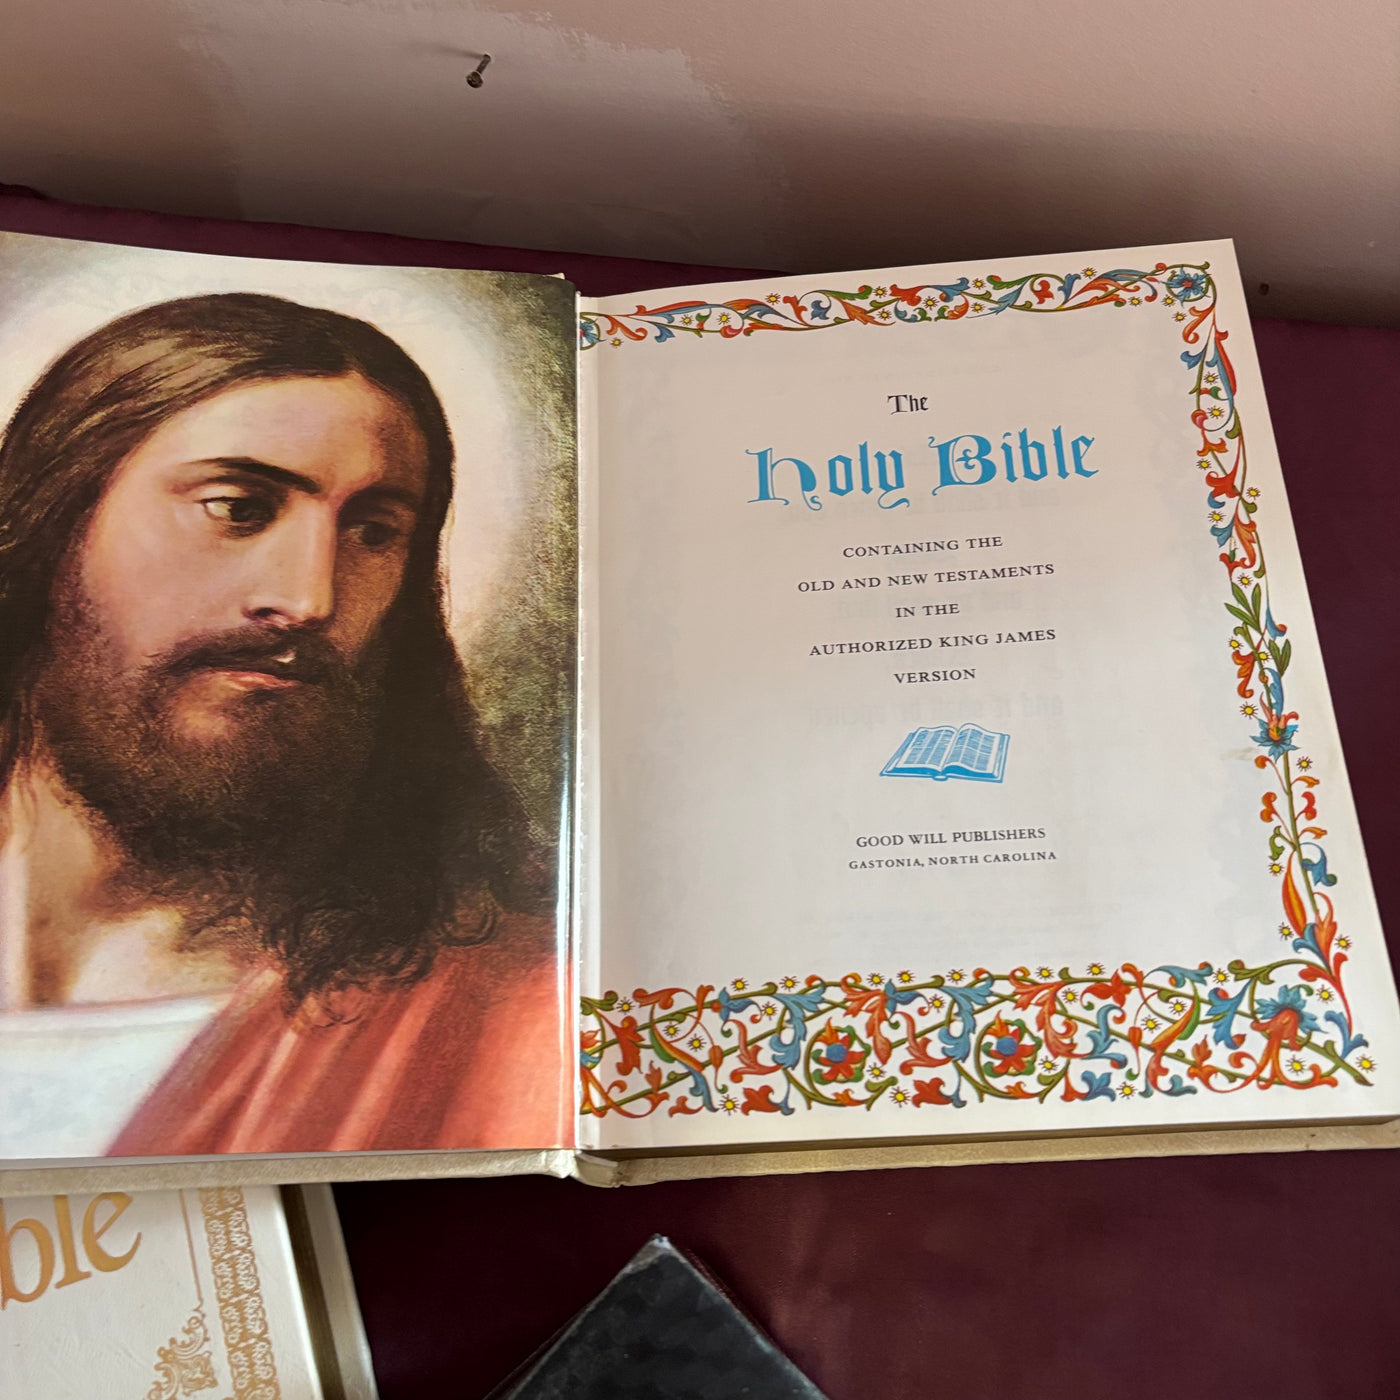 The
Holy Bible
CONTAINING THE
OLD AND NEW TESTAMENTS
IN THE
AUTHORIZED KING JAMES
VERSION
GOOD WILL PUBLISHERS
GASTONIA, NORTH CAROLINA
ble